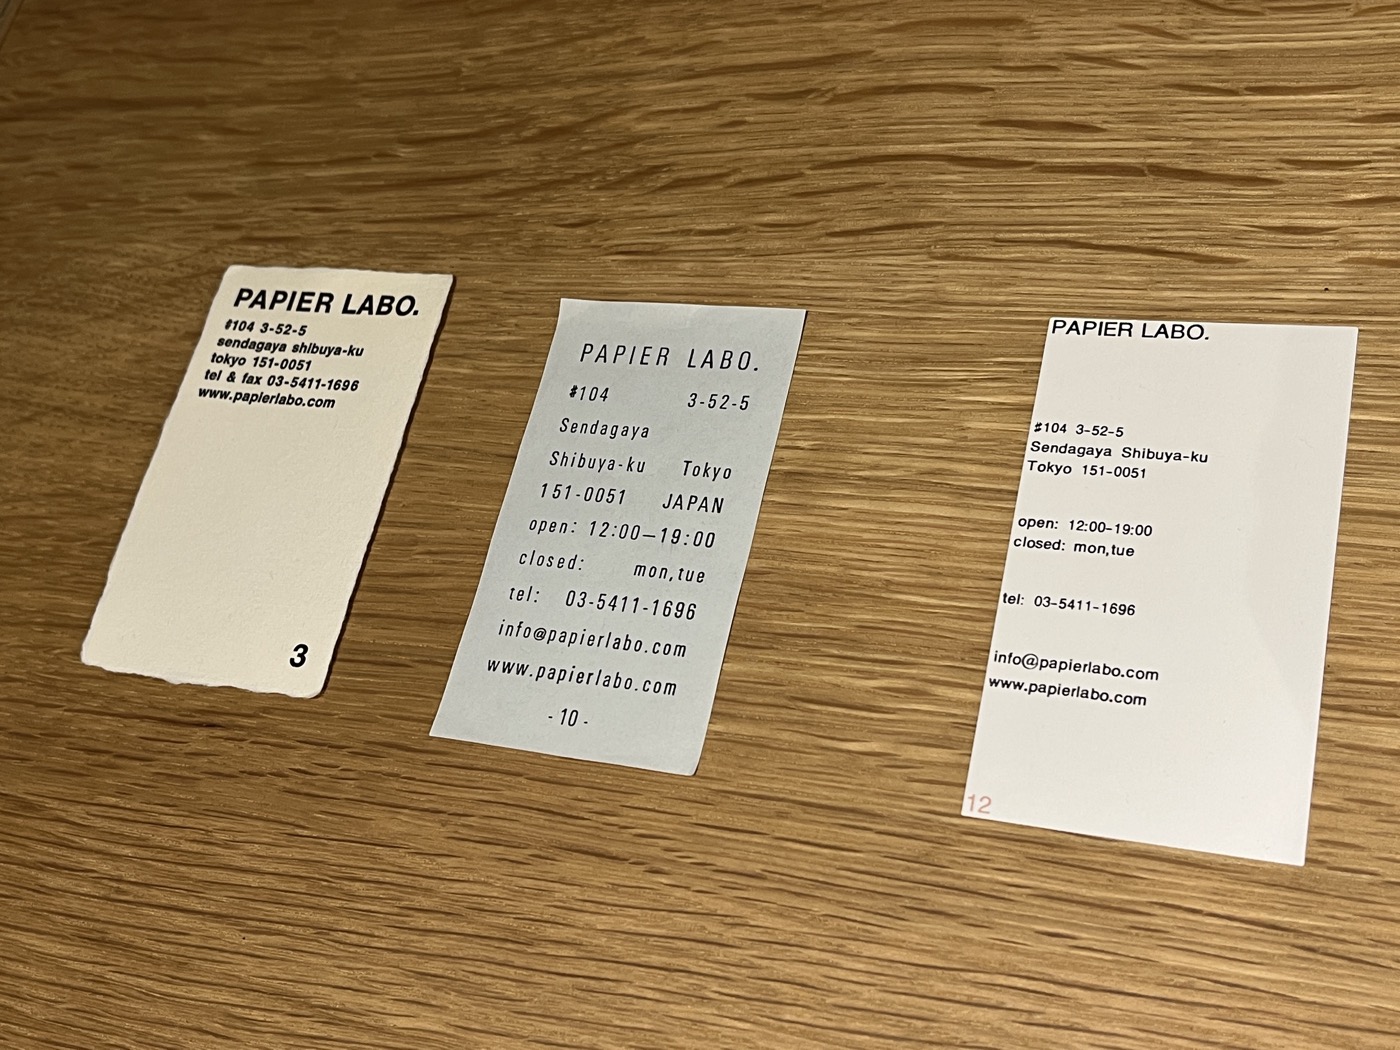 PAPIER LABO.
#104 3-52-5
sendagaya shibuya-ku
tokyo 151-0051
tel & fax 03-5411-1696
www.papierlabo.com
3
PAPIER LABO.
#104 3-52-5
Sendagaya
Shibuya-ku Tokyo
151-0051 JAPAN
open: 12:00—19:00
closed: mon,tue
tel: 03-5411-1696
info@papierlabo.com
www.papierlabo.com
- 10 -
PAPIER LABO.
#104 3-52-5
Sendagaya Shibuya-ku
Tokyo 151-0051
open: 12:00-19:00
closed: mon,tue
tel: 03-5411-1696
info@papierlabo.com
www.papierlabo.com
12